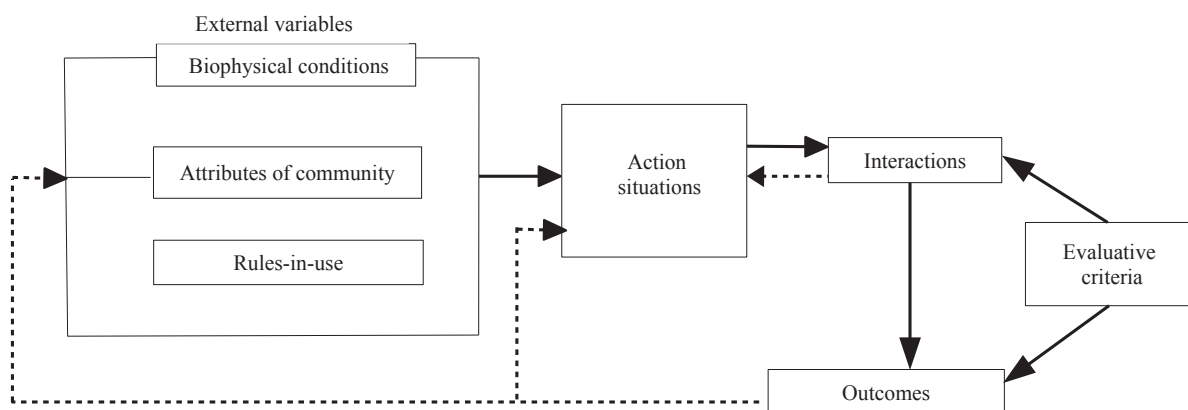 External variables
Biophysical conditions
Attributes of community
Rules-in-use
Action
situations
Interactions
Evaluative
criteria
Outcomes